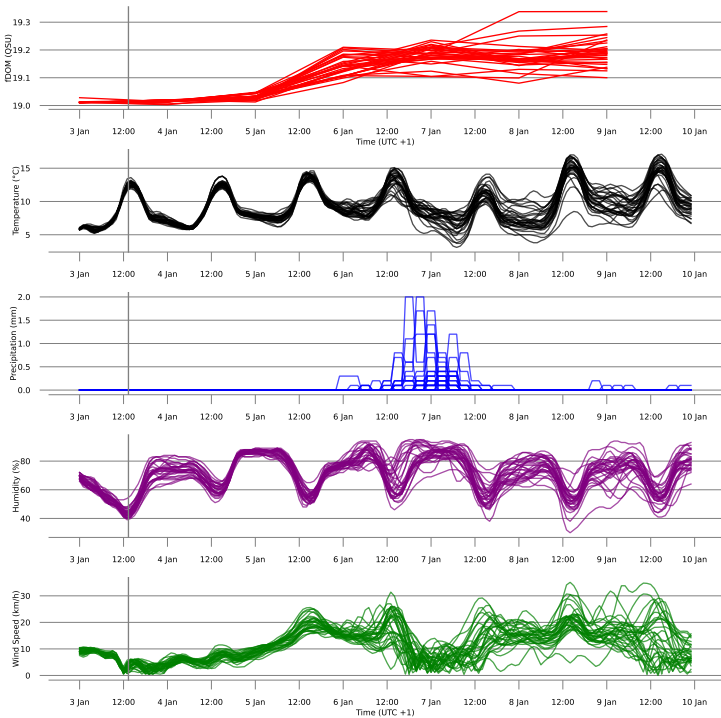 fDOM (QSU)
19.3
19.2
19.1
19.0
3 Jan 12:00 4 Jan 12:00 5 Jan 12:00 6 Jan 12:00 7 Jan 12:00 8 Jan 12:00 9 Jan 12:00 10 Jan
Time (UTC +1)
Temperature (°C)
15
10
5
3 Jan 12:00 4 Jan 12:00 5 Jan 12:00 6 Jan 12:00 7 Jan 12:00 8 Jan 12:00 9 Jan 12:00 10 Jan
Precipitation (mm)
2.0
1.5
1.0
0.5
0.0
3 Jan 12:00 4 Jan 12:00 5 Jan 12:00 6 Jan 12:00 7 Jan 12:00 8 Jan 12:00 9 Jan 12:00 10 Jan
Humidity (%)
80
60
40
3 Jan 12:00 4 Jan 12:00 5 Jan 12:00 6 Jan 12:00 7 Jan 12:00 8 Jan 12:00 9 Jan 12:00 10 Jan
Wind Speed (km/h)
30
20
10
0
3 Jan 12:00 4 Jan 12:00 5 Jan 12:00 6 Jan 12:00 7 Jan 12:00 8 Jan 12:00 9 Jan 12:00 10 Jan
Time (UTC +1)